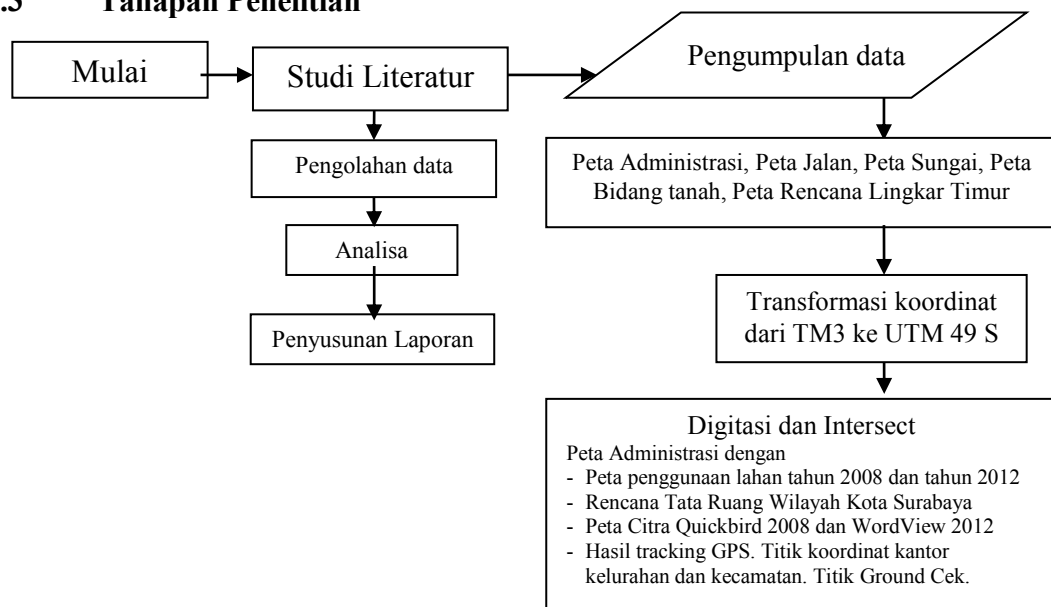 .3 Tahapan Penelitian
Mulai
Studi Literatur
Pengumpulan data
Pengolahan data
Analisa
Penyusunan Laporan
Peta Administrasi, Peta Jalan, Peta Sungai, Peta
Bidang tanah, Peta Rencana Lingkar Timur
Transformasi koordinat
dari TM3 ke UTM 49 S
Digitasi dan Intersect
Peta Administrasi dengan
- Peta penggunaan lahan tahun 2008 dan tahun 2012
- Rencana Tata Ruang Wilayah Kota Surabaya
- Peta Citra Quickbird 2008 dan WordView 2012
- Hasil tracking GPS. Titik koordinat kantor
kelurahan dan kecamatan. Titik Ground Cek.